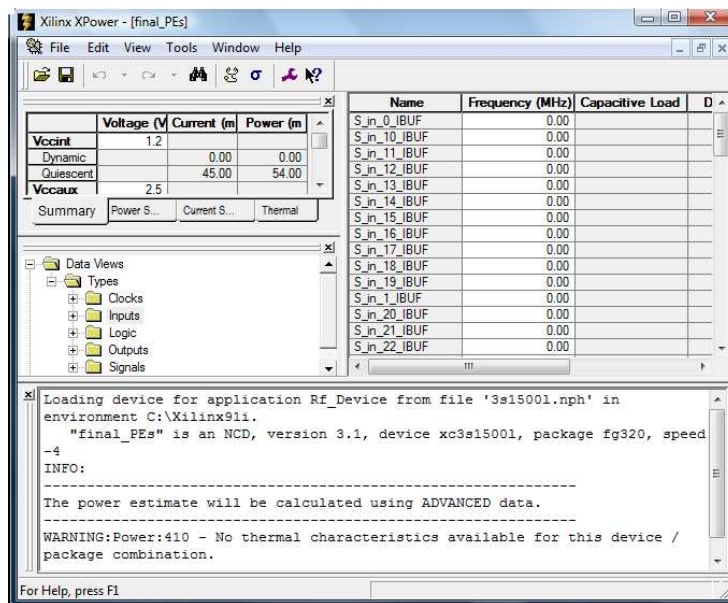 Xilinx XPower - [final_PEs]
File Edit View Tools Window Help
Voltage (V Current (m Power (m
Vccint 1.2
Dynamic 0.00 0.00
Quiescent 45.00 54.00
Vccaux 2.5
Summary Power S... Current S... Thermal
Data Views
Types
Clocks
Inputs
Logic
Outputs
Signals
Name Frequency (MHz) Capacitive Load D
S_in_0_IBUF 0.00
S_in_10_IBUF 0.00
S_in_11_IBUF 0.00
S_in_12_IBUF 0.00
S_in_13_IBUF 0.00
S_in_14_IBUF 0.00
S_in_15_IBUF 0.00
S_in_16_IBUF 0.00
S_in_17_IBUF 0.00
S_in_18_IBUF 0.00
S_in_19_IBUF 0.00
S_in_1_IBUF 0.00
S_in_20_IBUF 0.00
S_in_21_IBUF 0.00
S_in_22_IBUF 0.00
Loading device for application Rf_Device from file '3s1500l.nph' in
environment C:\Xilinx91i.
"final_PEs" is an NCD, version 3.1, device xc3s1500l, package fg320, speed
-4
INFO:
----------------------------------------------------------------
The power estimate will be calculated using ADVANCED data.
----------------------------------------------------------------
WARNING:Power:410 - No thermal characteristics available for this device /
package combination.
For Help, press F1